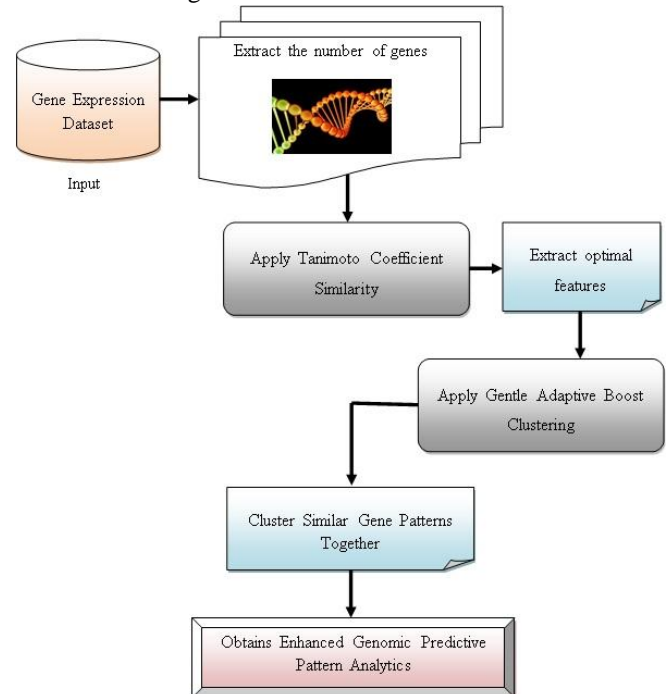 Extract the number of genes
Gene Expression
Dataset
Input
Apply Tanimoto Coefficient
Similarity
Extract optimal
features
Apply Gentle Adaptive Boost
Clustering
Cluster Similar Gene Patterns
Together
Obtains Enhanced Genomic Predictive
Pattern Analytics